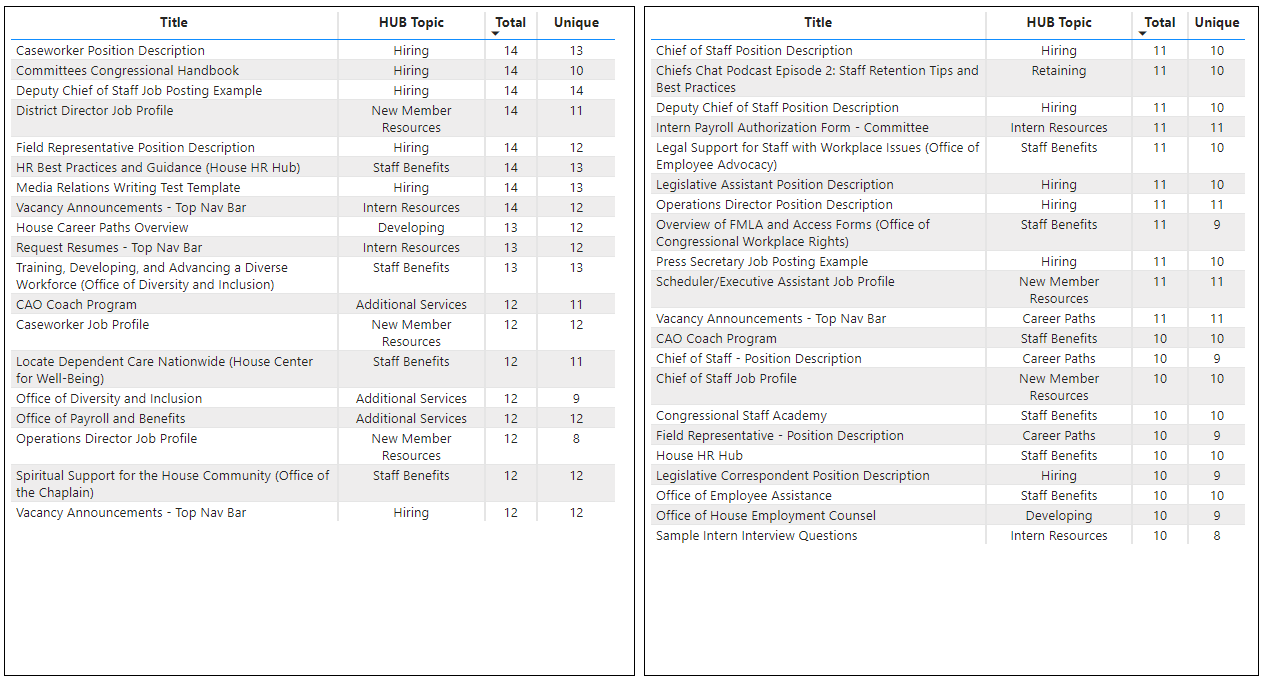 Title HUB Topic Total Unique
Caseworker Position Description Hiring 14 13
Committees Congressional Handbook Hiring 14 10
Deputy Chief of Staff Job Posting Example Hiring 14 14
District Director Job Profile New Member 14 11
Resources
Field Representative Position Description Hiring 14 12
HR Best Practices and Guidance (House HR Hub) Staff Benefits 14 13
Media Relations Writing Test Template Hiring 14 13
Vacancy Announcements - Top Nav Bar Intern Resources 14 12
House Career Paths Overview Developing 13 12
Request Resumes - Top Nav Bar Intern Resources 13 12
Training, Developing, and Advancing a Diverse Staff Benefits 13 13
Workforce (Office of Diversity and Inclusion)
CAO Coach Program Additional Services 12 11
Caseworker Job Profile New Member 12 12
Resources
Locate Dependent Care Nationwide (House Center Staff Benefits 12 11
for Well-Being)
Office of Diversity and Inclusion Additional Services 12 9
Office of Payroll and Benefits Additional Services 12 12
Operations Director Job Profile New Member 12 8
Resources
Spiritual Support for the House Community (Office of Staff Benefits 12 12
the Chaplain)
Vacancy Announcements - Top Nav Bar Hiring 12 12
Title HUB Topic Total Unique
Chief of Staff Position Description Hiring 11 10
Chiefs Chat Podcast Episode 2: Staff Retention Tips and Retaining 11 10
Best Practices
Deputy Chief of Staff Position Description Hiring 11 10
Intern Payroll Authorization Form - Committee Intern Resources 11 11
Legal Support for Staff with Workplace Issues (Office of Staff Benefits 11 10
Employee Advocacy)
Legislative Assistant Position Description Hiring 11 10
Operations Director Position Description Hiring 11 11
Overview of FMLA and Access Forms (Office of Staff Benefits 11 9
Congressional Workplace Rights)
Press Secretary Job Posting Example Hiring 11 10
Scheduler/Executive Assistant Job Profile New Member 11 11
Resources
Vacancy Announcements - Top Nav Bar Career Paths 11 11
CAO Coach Program Staff Benefits 10 10
Chief of Staff - Position Description Career Paths 10 9
Chief of Staff Job Profile New Member 10 10
Resources
Congressional Staff Academy Staff Benefits 10 10
Field Representative - Position Description Career Paths 10 9
House HR Hub Staff Benefits 10 10
Legislative Correspondent Position Description Hiring 10 9
Office of Employee Assistance Staff Benefits 10 10
Office of House Employment Counsel Developing 10 9
Sample Intern Interview Questions Intern Resources 10 8